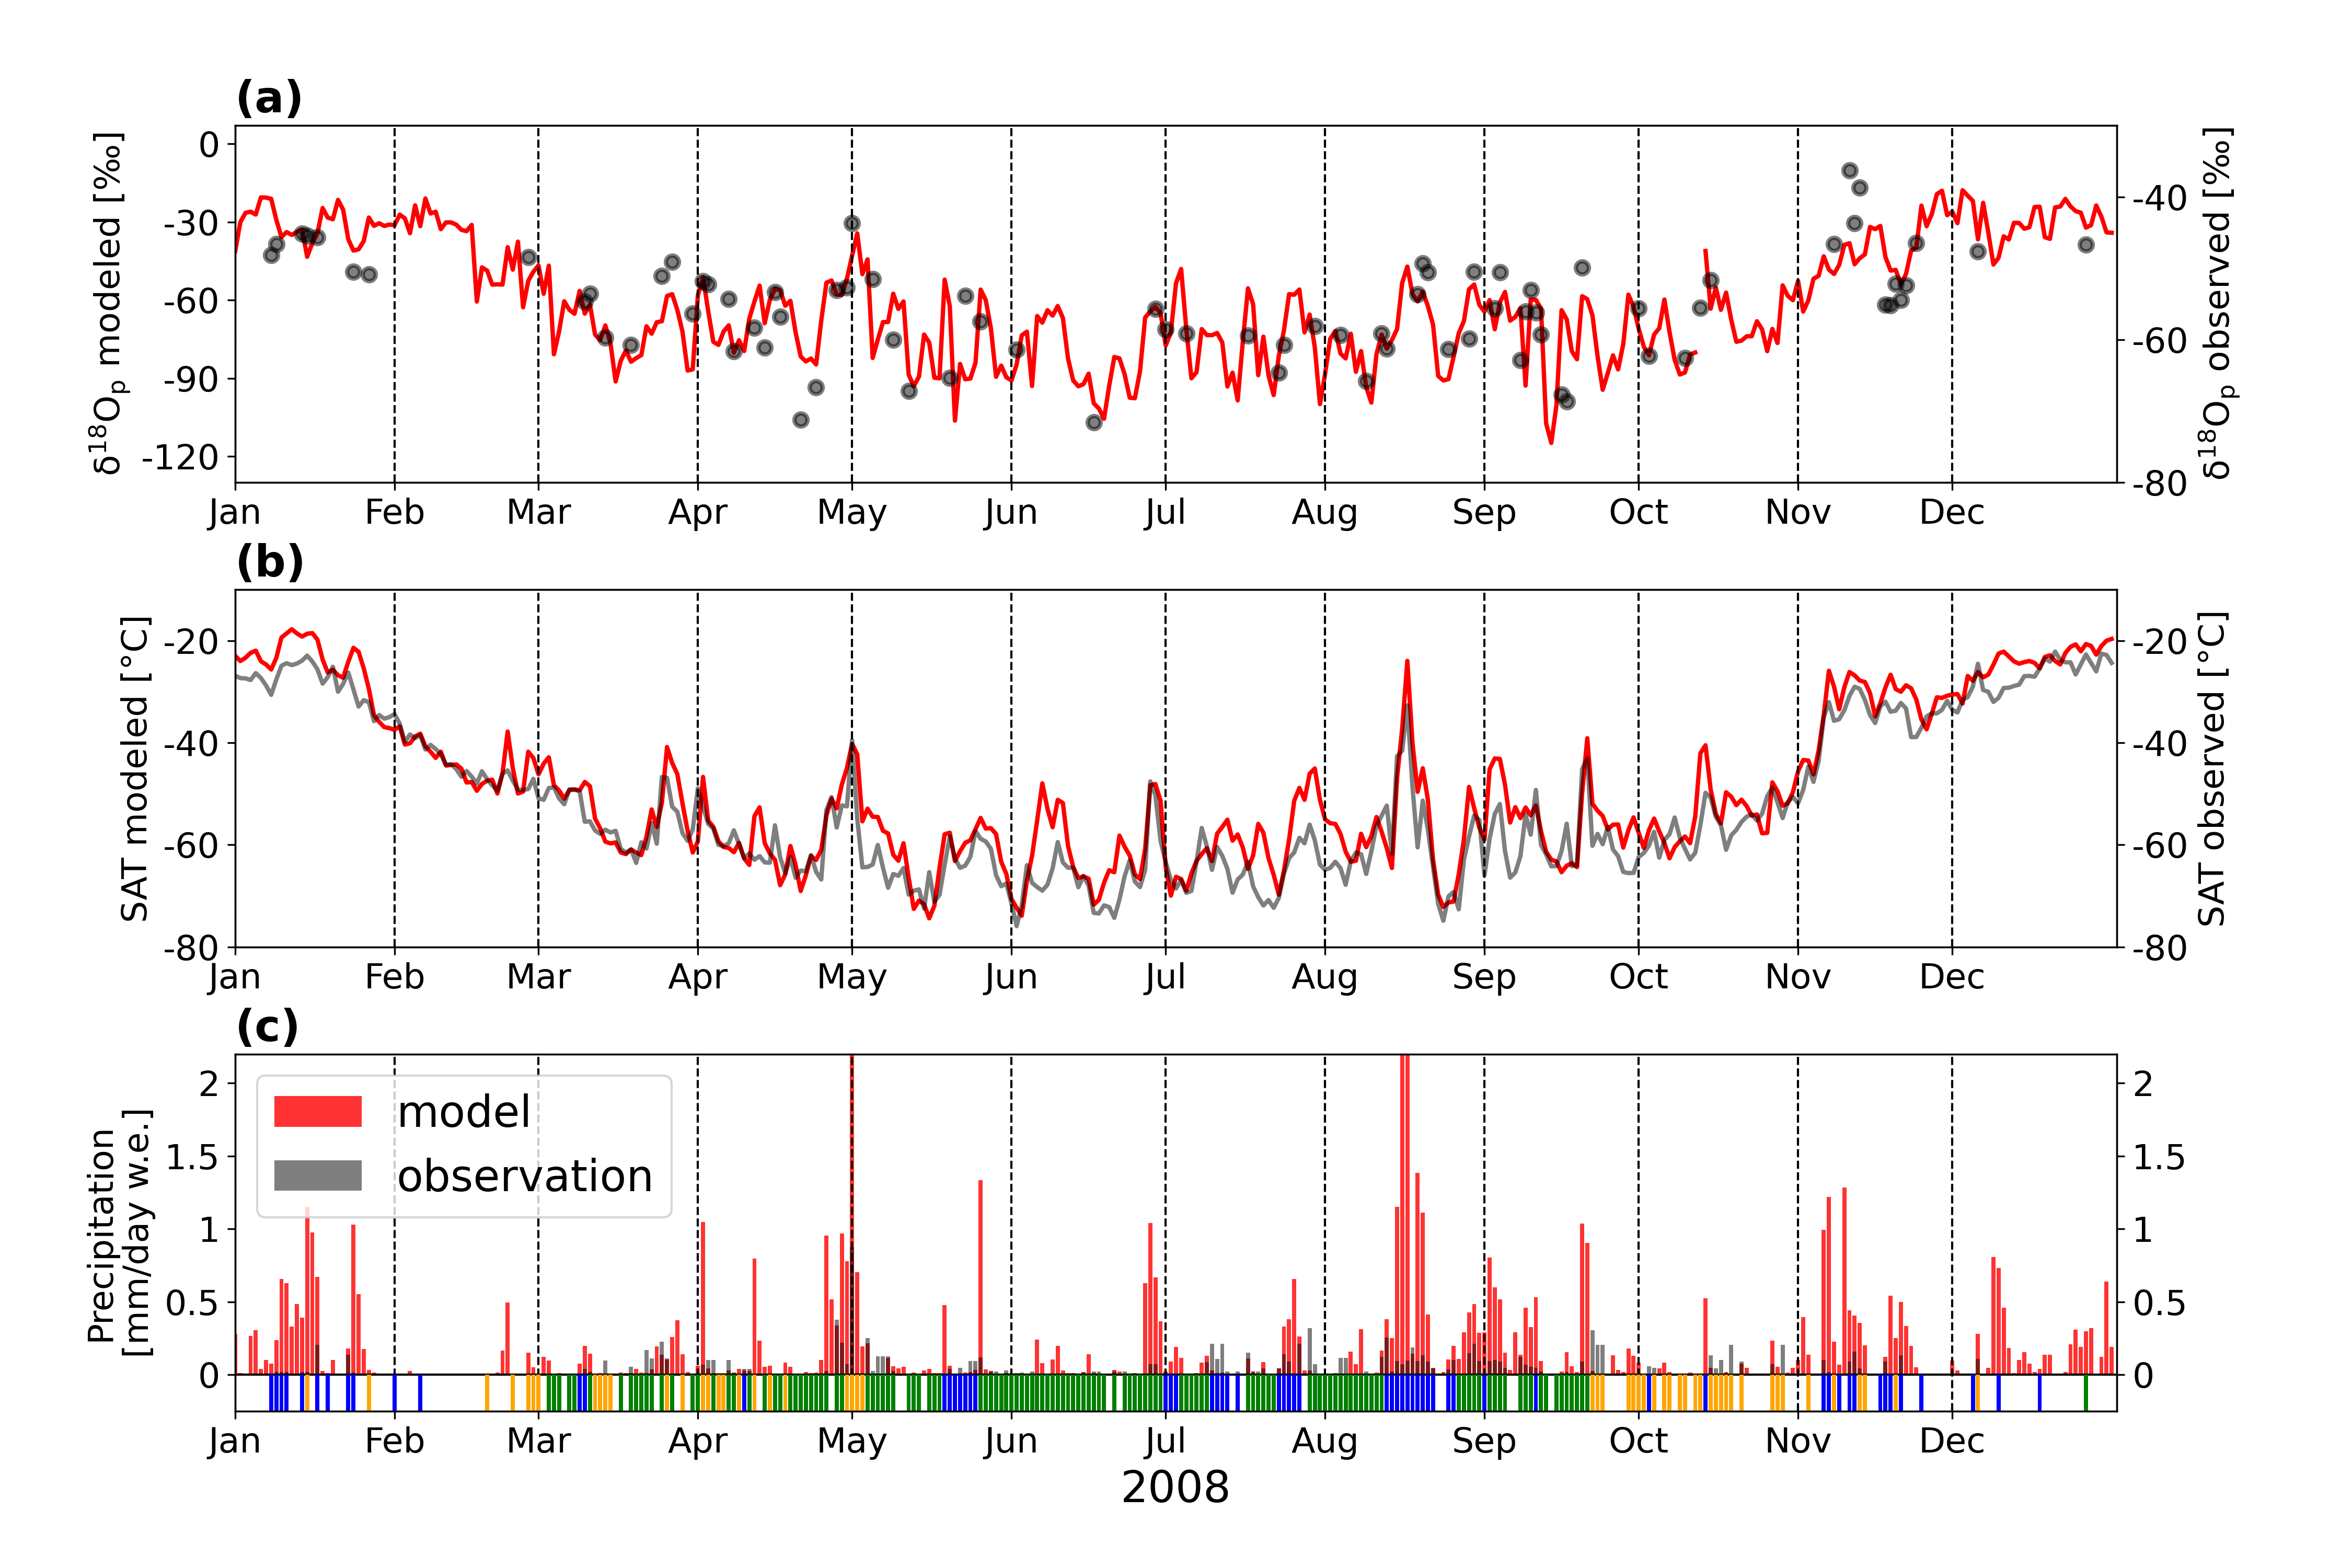 (a)
δ¹⁸Oₚ modeled [‰]
0
-30
-60
-90
-120
-40
-60
-80
δ¹⁸Oₚ observed [‰]
Jan Feb Mar Apr May Jun Jul Aug Sep Oct Nov Dec
(b)
SAT modeled [°C]
-20
-40
-60
-80
-20
-40
-60
-80
SAT observed [°C]
Jan Feb Mar Apr May Jun Jul Aug Sep Oct Nov Dec
(c)
Precipitation
[mm/day w.e.]
2
1.5
1
0.5
0
model
observation
2
1.5
1
0.5
0
Jan Feb Mar Apr May Jun Jul Aug Sep Oct Nov Dec
2008